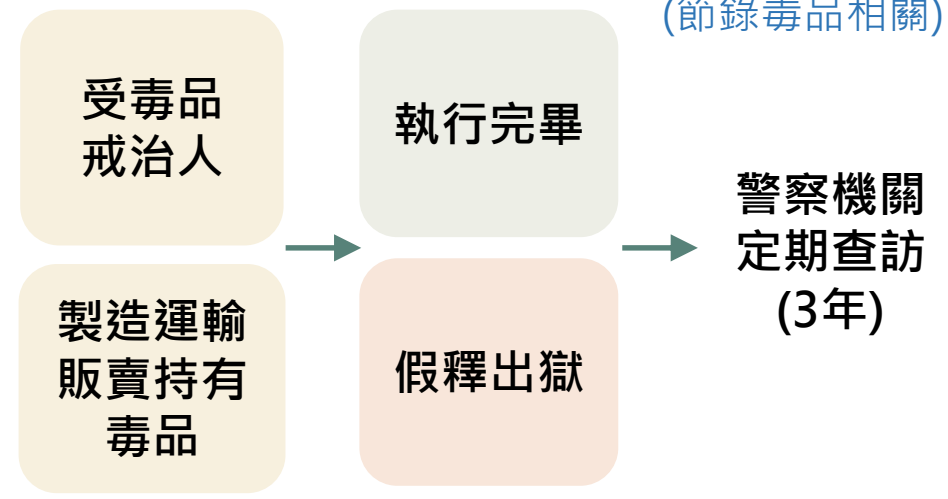 (節錄毒品相關)
受毒品
戒治人
執行完畢
製造運輸
販賣持有
毒品
假釋出獄
警察機關
定期查訪
(3年)